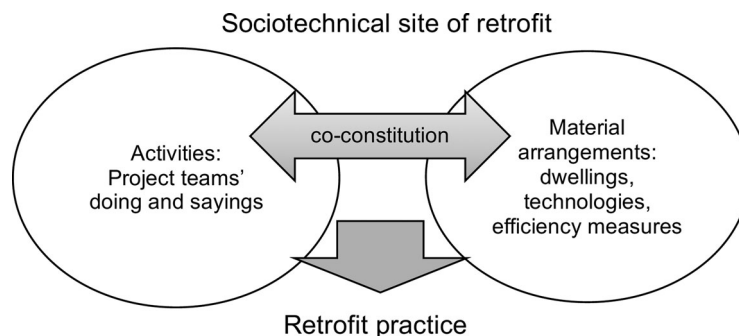 Sociotechnical site of retrofit
co-constitution
Activities:
Project teams'
doing and sayings
Material
arrangements:
dwellings,
technologies,
efficiency measures
Retrofit practice